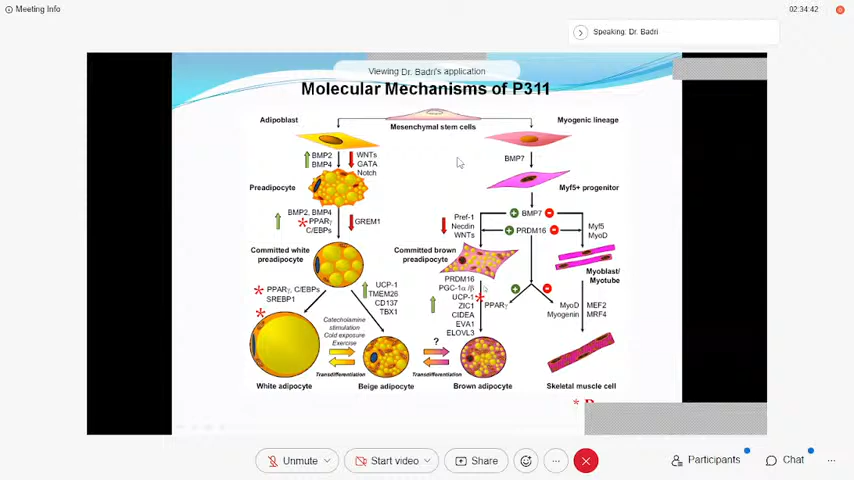 Meeting Info
02:34:42
Speaking: Dr. Badri
Viewing Dr. Badri's application
Molecular Mechanisms of P311
Adipoblast
Mesenchymal stem cells
Myogenic lineage
BMP2
BMP4
WNTs
GATA
Notch
BMP7
Preadipocyte
Myf5+ progenitor
BMP2, BMP4
*PPARγ
C/EBPs
GREM1
Pref-1
Necdin
WNTs
+ BMP7 −
+ PRDM16 −
Myf5
MyoD
Committed white
preadipocyte
Committed brown
preadipocyte
Myoblast/
Myotube
* PPARγ, C/EBPs
SREBP1
*
UCP-1
TMEM26
CD137
TBX1
PRDM16
PGC-1α /β
UCP-1*
ZIC1
CIDEA
EVA1
ELOVL3
+ −
PPARγ
MyoD
Myogenin
MEF2
MRF4
Catecholamine
stimulation
Cold exposure
Exercise
?
Transdifferentiation
Transdifferentiation
White adipocyte
Beige adipocyte
Brown adipocyte
Skeletal muscle cell
*
Unmute
Start video
Share
Participants
Chat